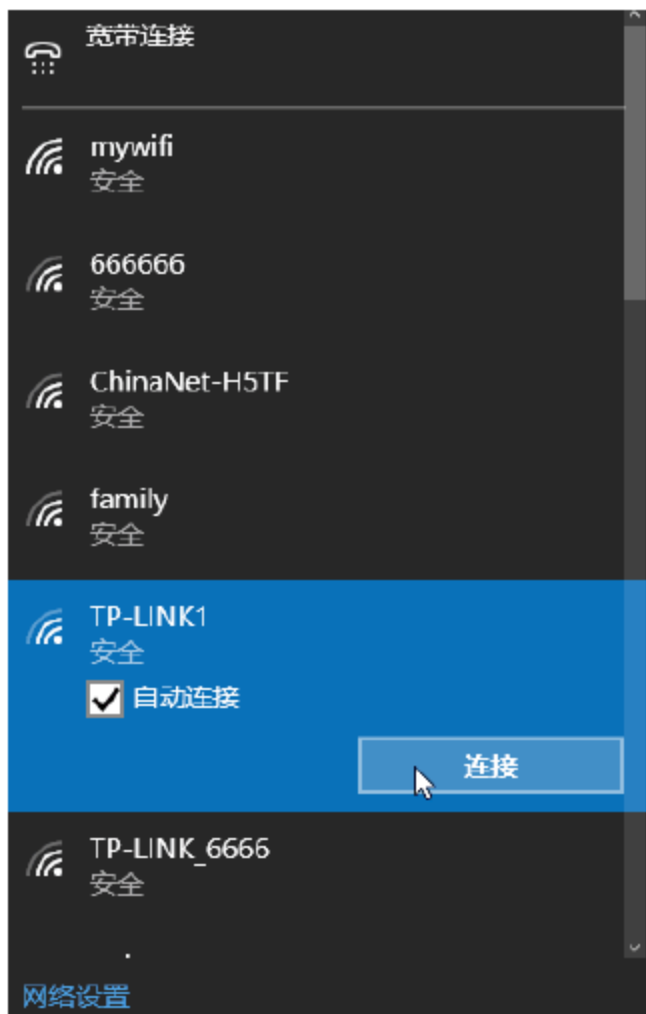 宽带连接
mywifi
安全
666666
安全
ChinaNet-H5TF
安全
family
安全
TP-LINK1
安全
自动连接
连接
TP-LINK_6666
安全
网络设置